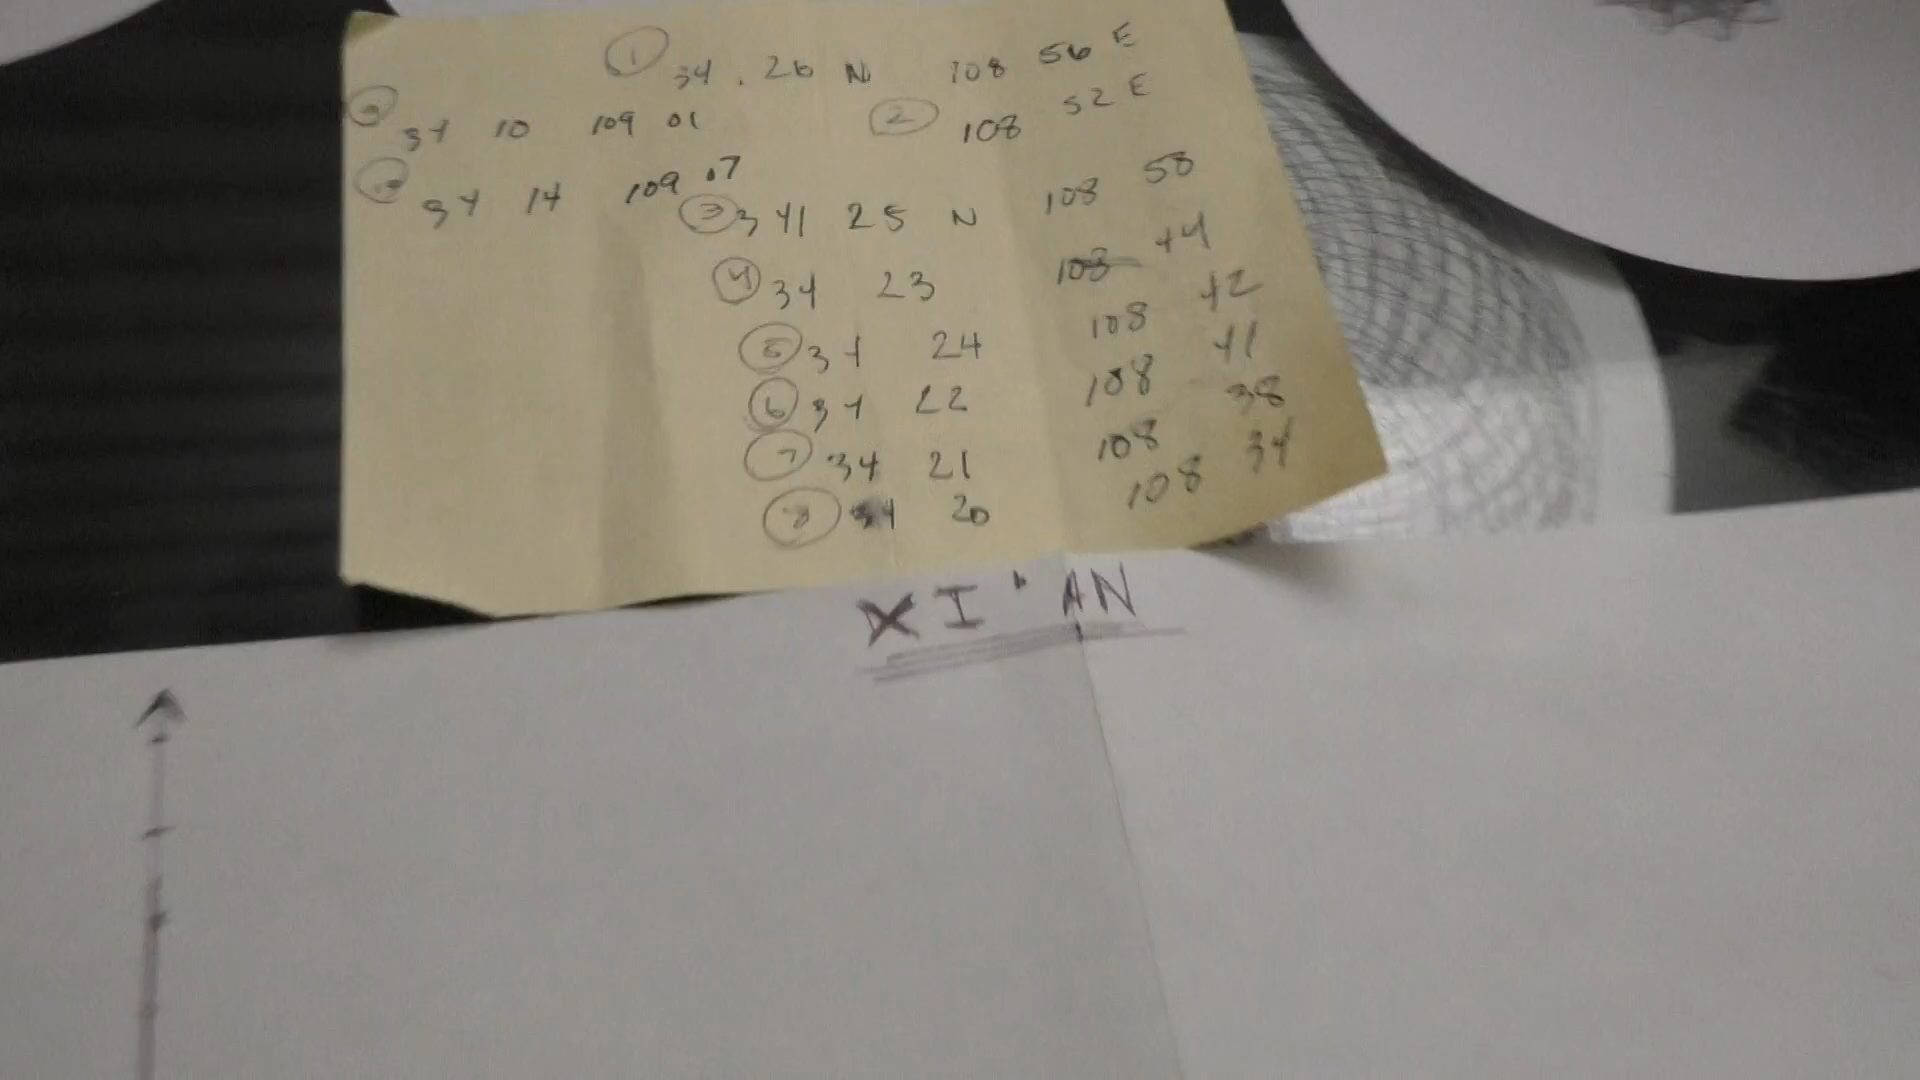 ① 34 . 26 N 108 56 E
⑨ 34 10 109 01
② 108 52 E
34 14 109 .7
③ 34 25 N 108 58
④ 34 23 108 44
⑤ 34 24 108 42
⑥ 34 22 108 41
⑦ 34 21 108 38
⑧ 34 20 108 34
XI'AN